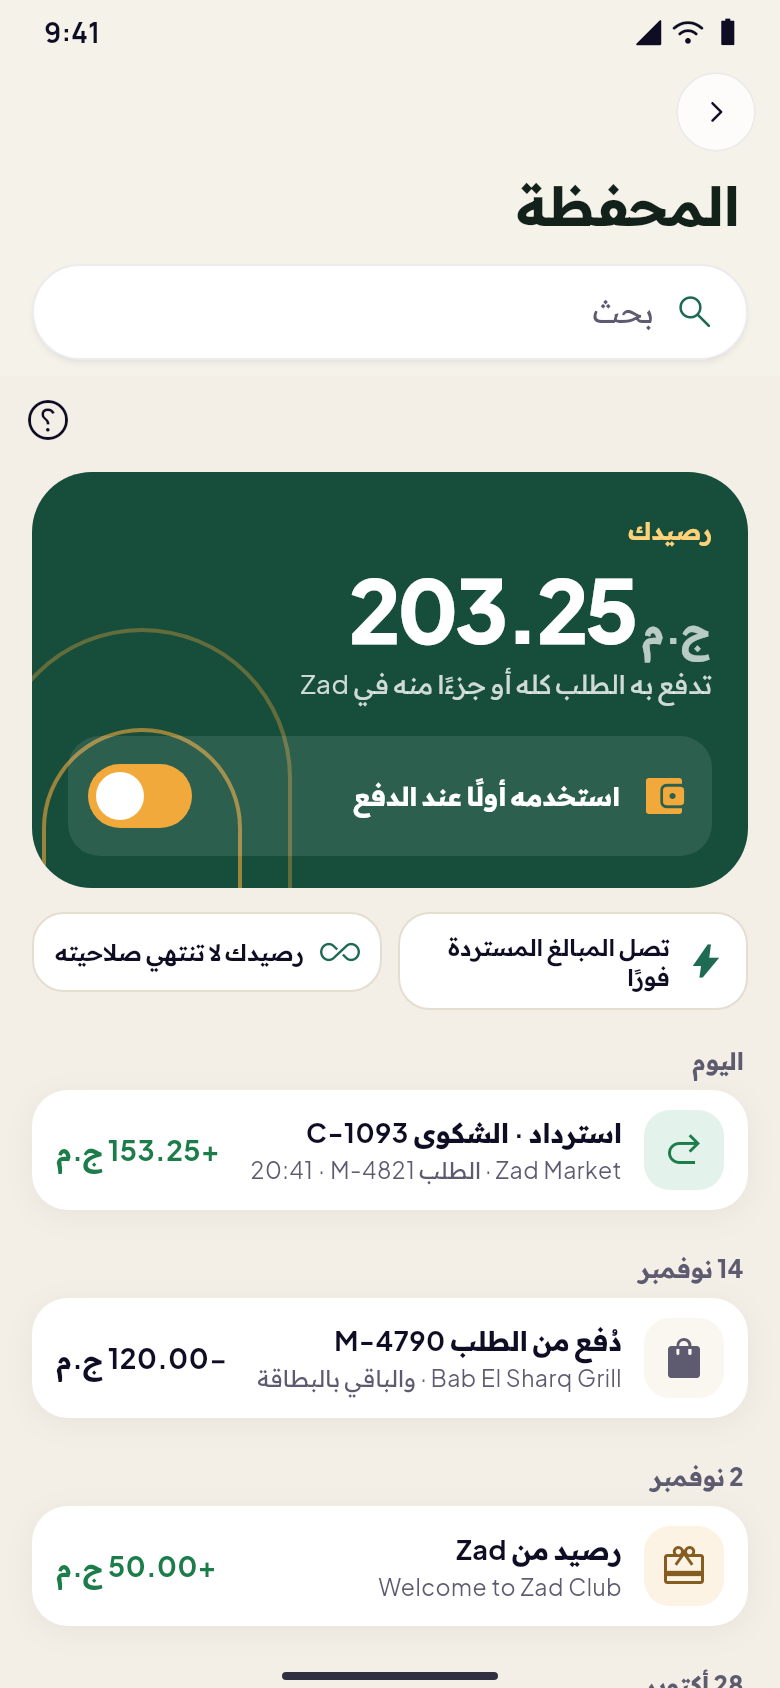 9:41
المحفظة
بحث
؟
رصيدك
203.25 ج.م
تدفع به الطلب كله أو جزءًا منه في Zad
استخدمه أولًا عند الدفع
تصل المبالغ المستردة
فورًا
رصيدك لا تنتهي صلاحيته
اليوم
استرداد · الشكوى C-1093
+153.25 ج.م
Zad Market · الطلب M-4821 · 20:41
14 نوفمبر
دُفع من الطلب M-4790
−120.00 ج.م
Bab El Sharq Grill · والباقي بالبطاقة
2 نوفمبر
رصيد من Zad
+50.00 ج.م
Welcome to Zad Club
28 أكتوبر